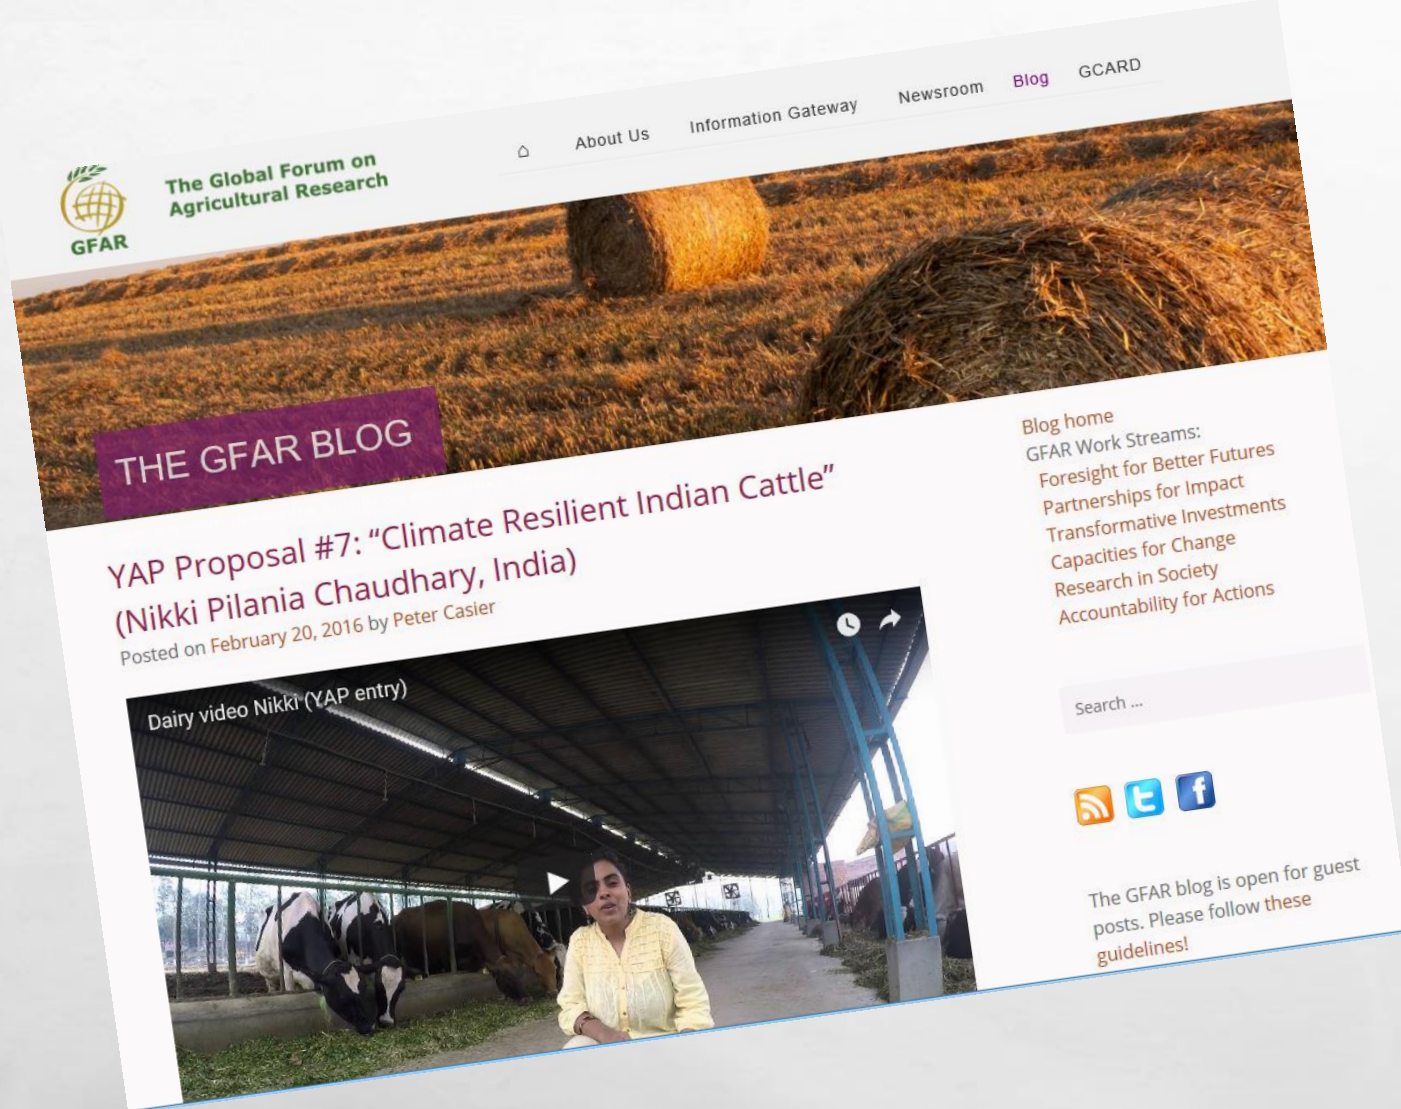 The Global Forum on
Agricultural Research
GFAR
About Us
Information Gateway
Newsroom
Blog
GCARD
THE GFAR BLOG
YAP Proposal #7: “Climate Resilient Indian Cattle”
(Nikki Pilania Chaudhary, India)
Posted on February 20, 2016 by Peter Casier
Dairy video Nikki (YAP entry)
Blog home
GFAR Work Streams:
Foresight for Better Futures
Partnerships for Impact
Transformative Investments
Capacities for Change
Research in Society
Accountability for Actions
Search ...
The GFAR blog is open for guest
posts. Please follow these
guidelines!